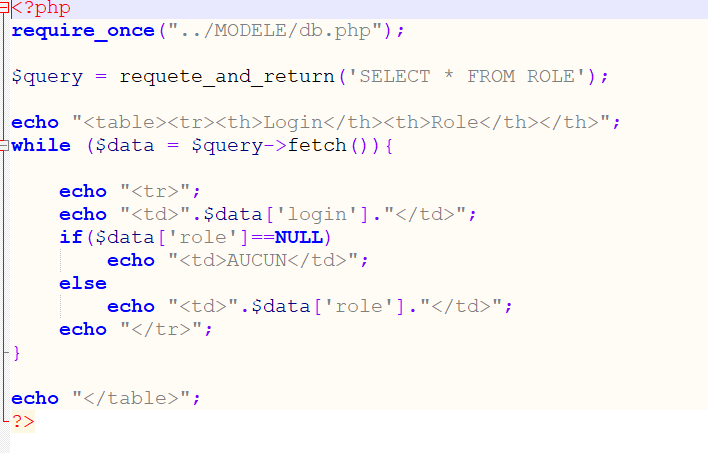 <?php
require_once("../MODELE/db.php");
$query = requete_and_return('SELECT * FROM ROLE');
echo "<table><tr><th>Login</th><th>Role</th></th>";
while ($data = $query->fetch()){
echo "<tr>";
echo "<td>".$data['login']."</td>";
if($data['role']==NULL)
echo "<td>AUCUN</td>";
else
echo "<td>".$data['role']."</td>";
echo "</tr>";
}
echo "</table>";
?>